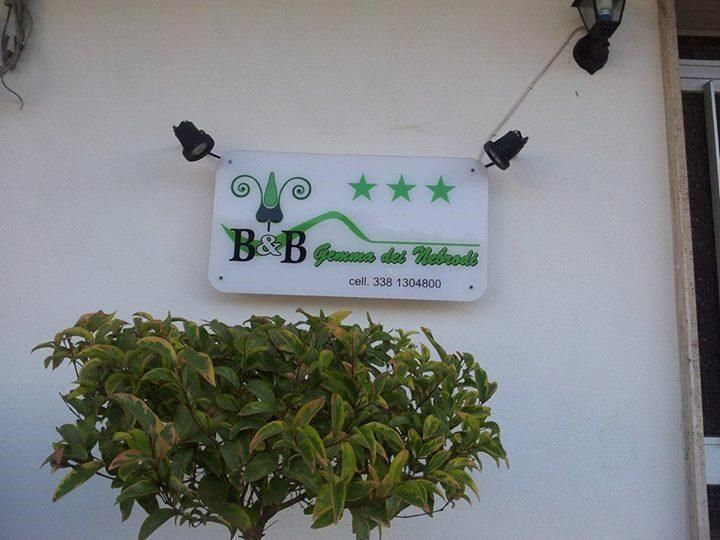 B&B Gemma dei Nebrodi
cell. 338 1304800